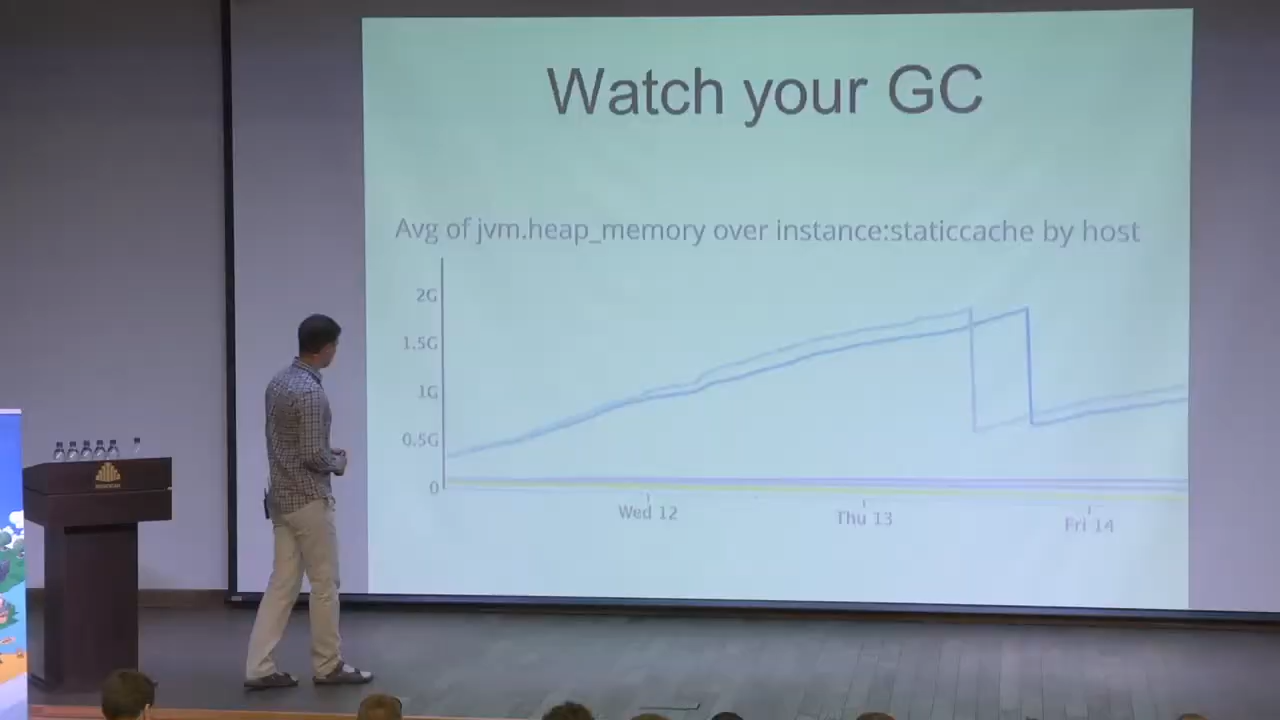 Watch your GC
Avg of jvm.heap_memory over instance:staticcache by host
2G
1.5G
1G
0.5G
0
Wed 12
Thu 13
Fri 14